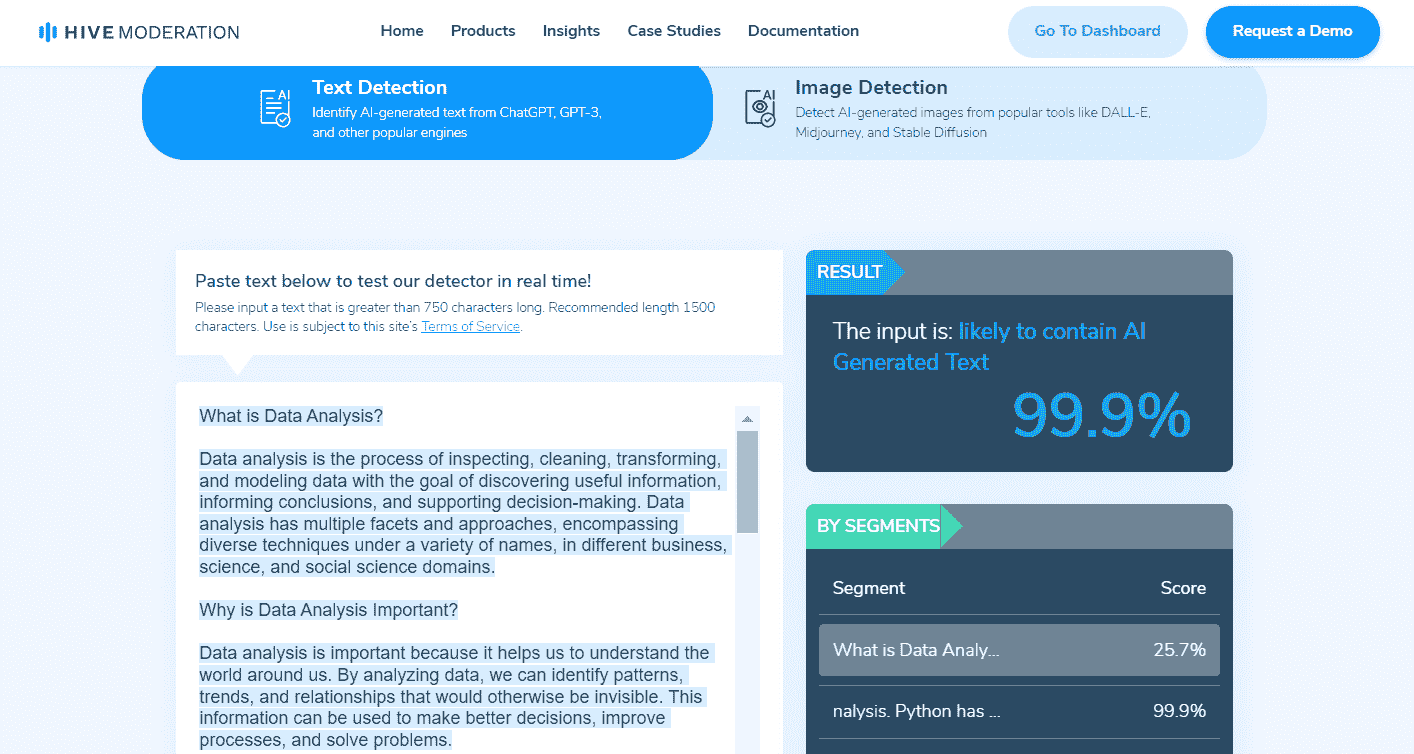 HIVE MODERATION
Home Products Insights Case Studies Documentation
Go To Dashboard
Request a Demo
AI
Text Detection
Identify AI-generated text from ChatGPT, GPT-3,
and other popular engines
AI
Image Detection
Detect AI-generated images from popular tools like DALL-E,
Midjourney, and Stable Diffusion
Paste text below to test our detector in real time!
Please input a text that is greater than 750 characters long. Recommended length 1500
characters. Use is subject to this site's Terms of Service.
What is Data Analysis?
Data analysis is the process of inspecting, cleaning, transforming,
and modeling data with the goal of discovering useful information,
informing conclusions, and supporting decision-making. Data
analysis has multiple facets and approaches, encompassing
diverse techniques under a variety of names, in different business,
science, and social science domains.
Why is Data Analysis Important?
Data analysis is important because it helps us to understand the
world around us. By analyzing data, we can identify patterns,
trends, and relationships that would otherwise be invisible. This
information can be used to make better decisions, improve
processes, and solve problems.
RESULT
The input is: likely to contain AI
Generated Text
99.9%
BY SEGMENTS
Segment Score
What is Data Analy... 25.7%
nalysis. Python has ... 99.9%